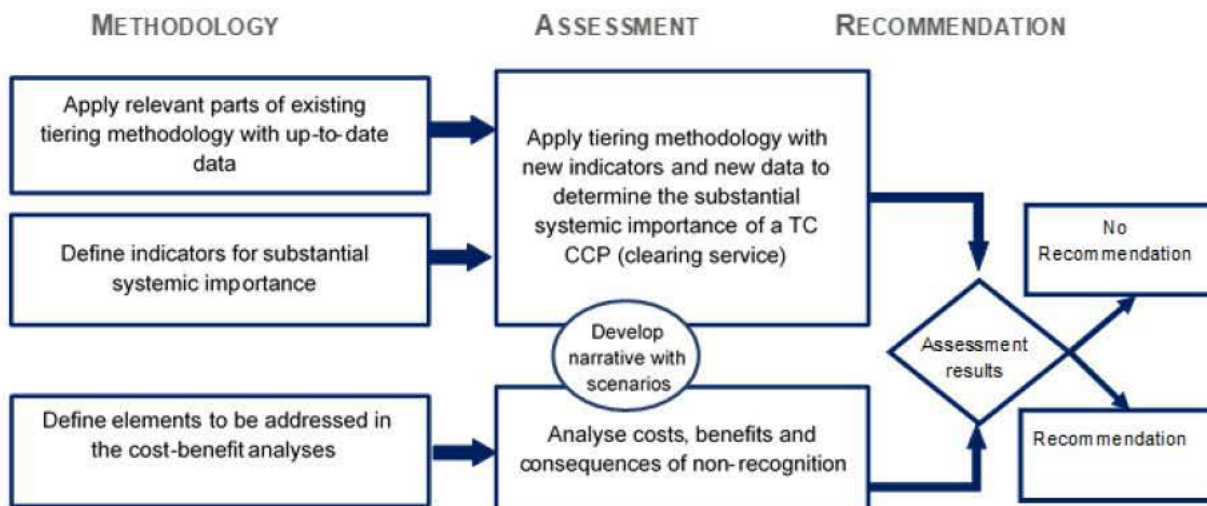 METHODOLOGY
ASSESSMENT
RECOMMENDATION
Apply relevant parts of existing
tiering methodology with up-to-date
data
Define indicators for substantial
systemic importance
Define elements to be addressed in
the cost-benefit analyses
Apply tiering methodology with
new indicators and new data to
determine the substantial
systemic importance of a TC
CCP (clearing service)
Develop
narrative with
scenarios
Analyse costs, benefits and
consequences of non-recognition
Assessment
results
No
Recommendation
Recommendation